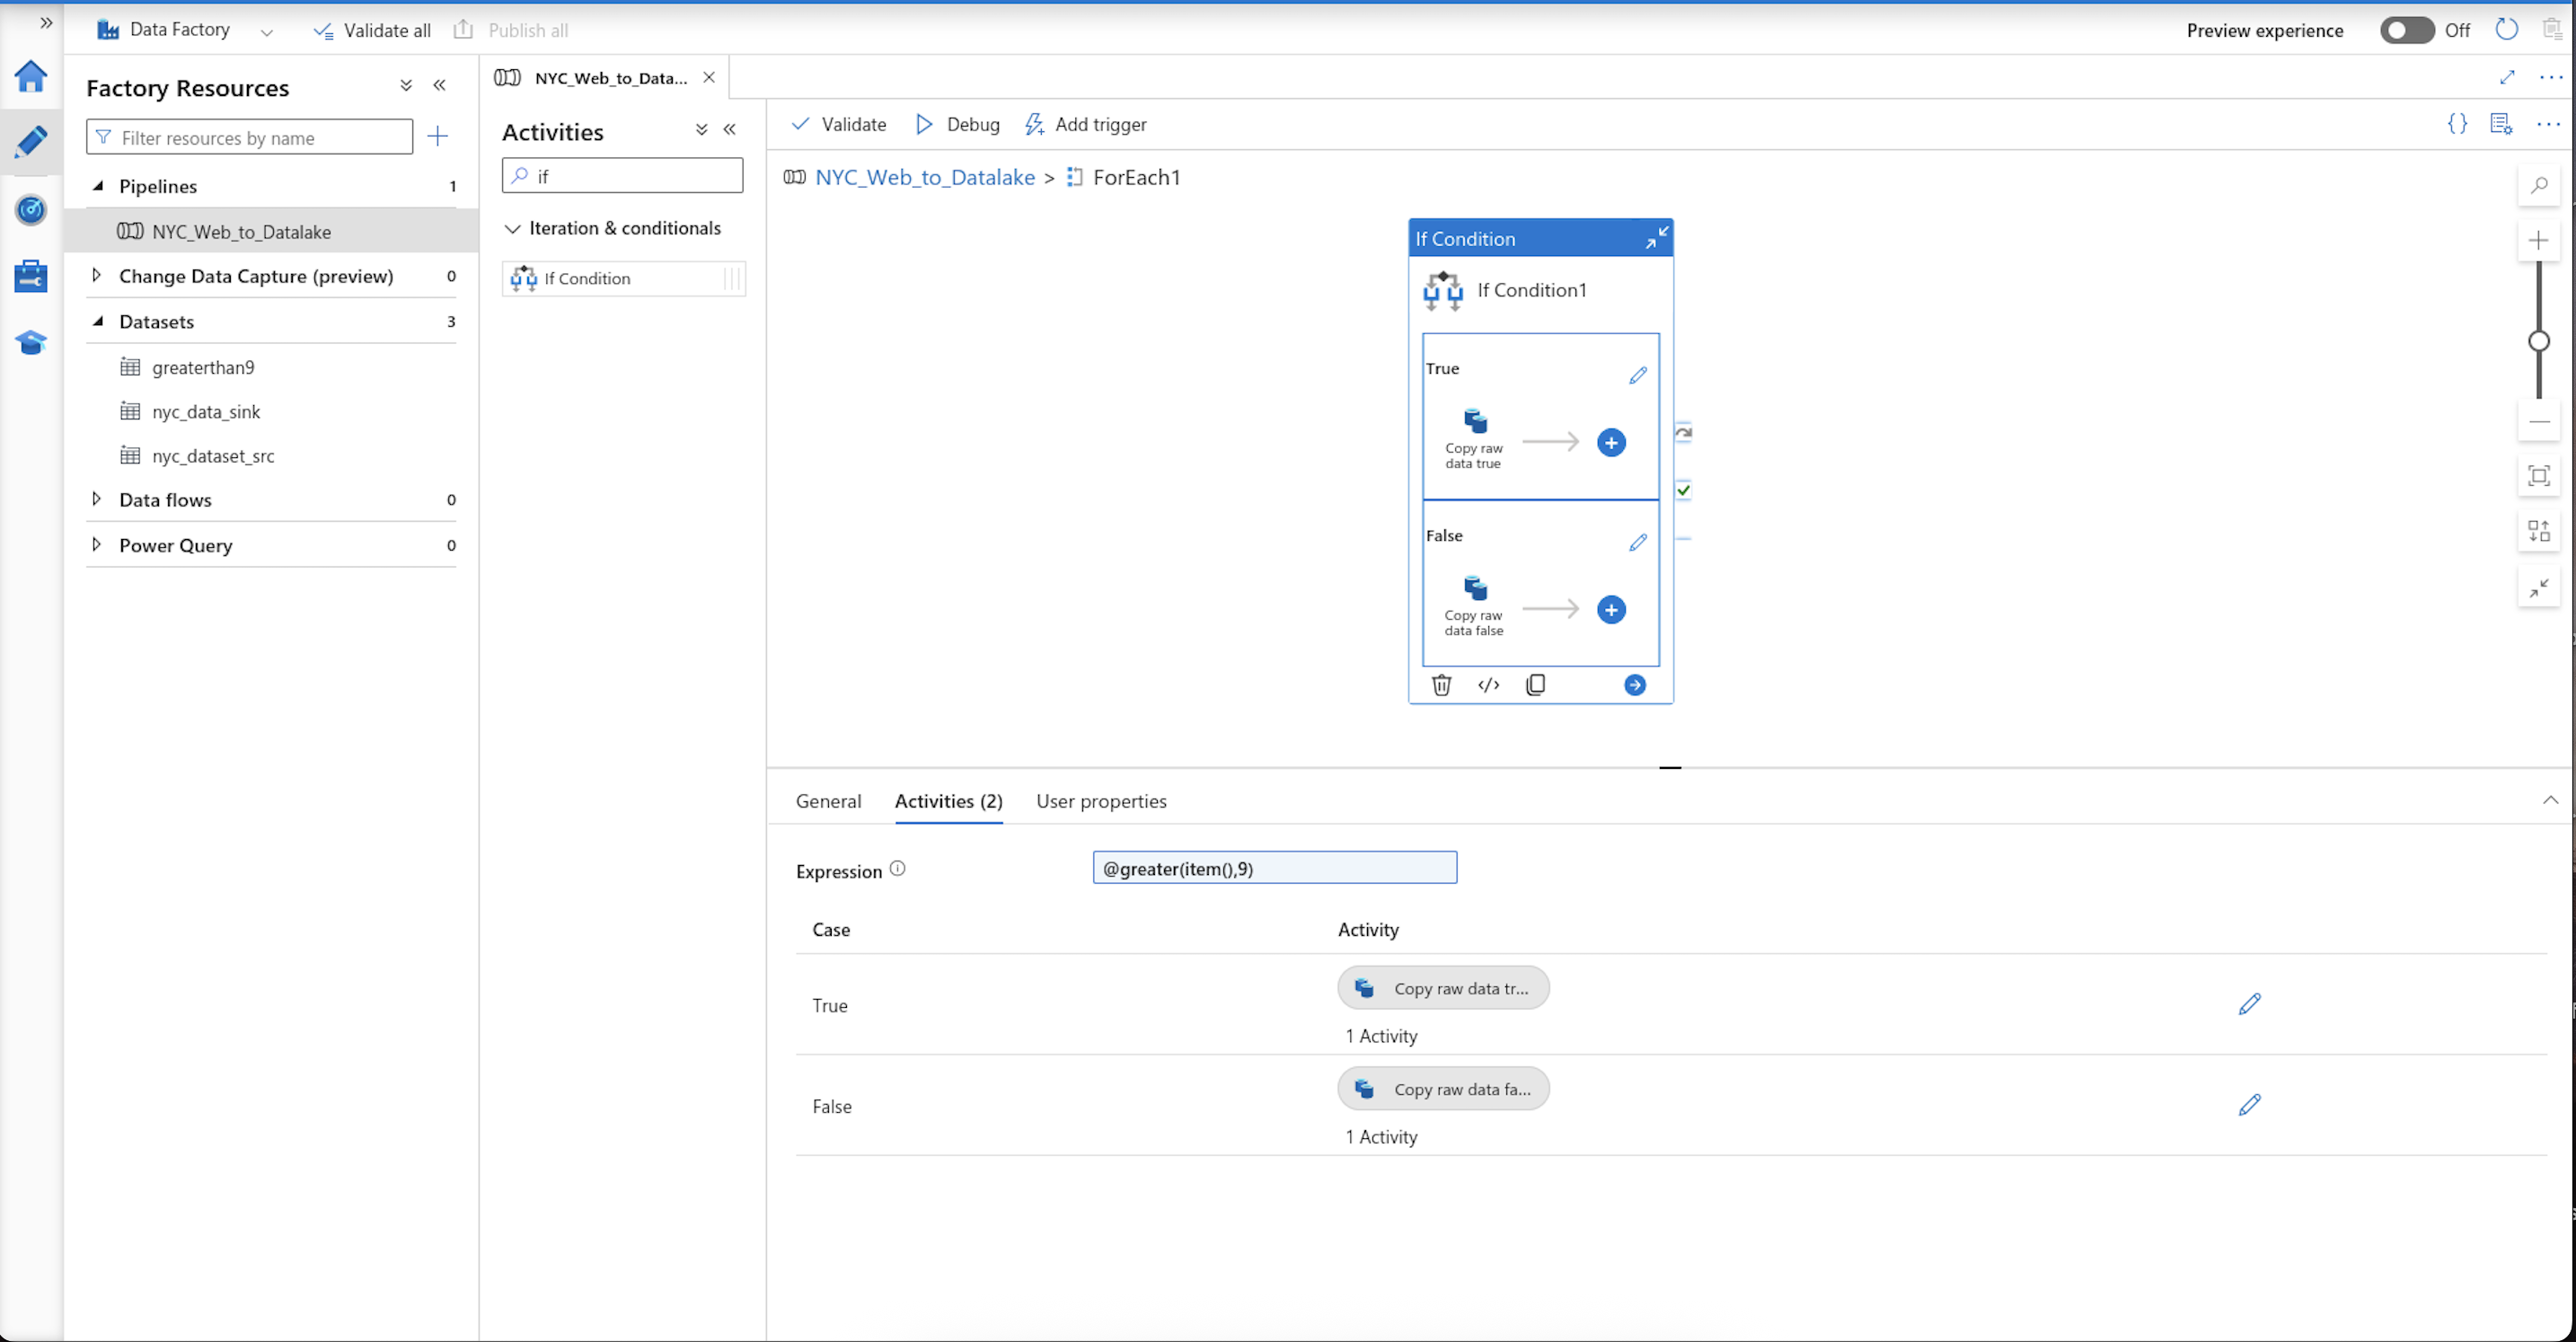 Data Factory
Validate all
Publish all
Preview experience
Off
Factory Resources
Filter resources by name
Pipelines 1
NYC_Web_to_Datalake
Change Data Capture (preview) 0
Datasets 3
greaterthan9
nyc_data_sink
nyc_dataset_src
Data flows 0
Power Query 0
NYC_Web_to_Data...
Activities
if
Iteration & conditionals
If Condition
Validate
Debug
Add trigger
{}
NYC_Web_to_Datalake > ForEach1
If Condition
If Condition1
True
Copy raw
data true
False
Copy raw
data false
</>
General
Activities (2)
User properties
Expression
@greater(item(),9)
Case
Activity
True
Copy raw data tr...
1 Activity
False
Copy raw data fa...
1 Activity